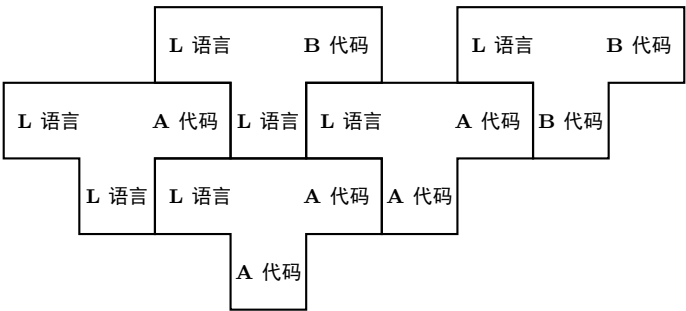 L 语言 B 代码 L 语言 B 代码
L 语言 A 代码 L 语言 L 语言 A 代码 B 代码
L 语言 L 语言 A 代码 A 代码
A 代码